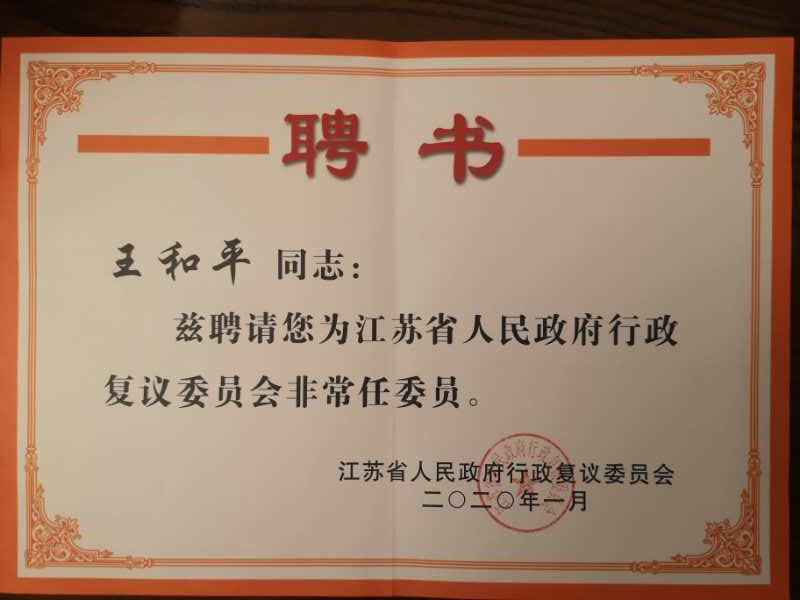 聘书
王和平 同志：
兹聘请您为江苏省人民政府行政
复议委员会非常任委员。
江苏省人民政府行政复议委员会
二〇二〇年一月